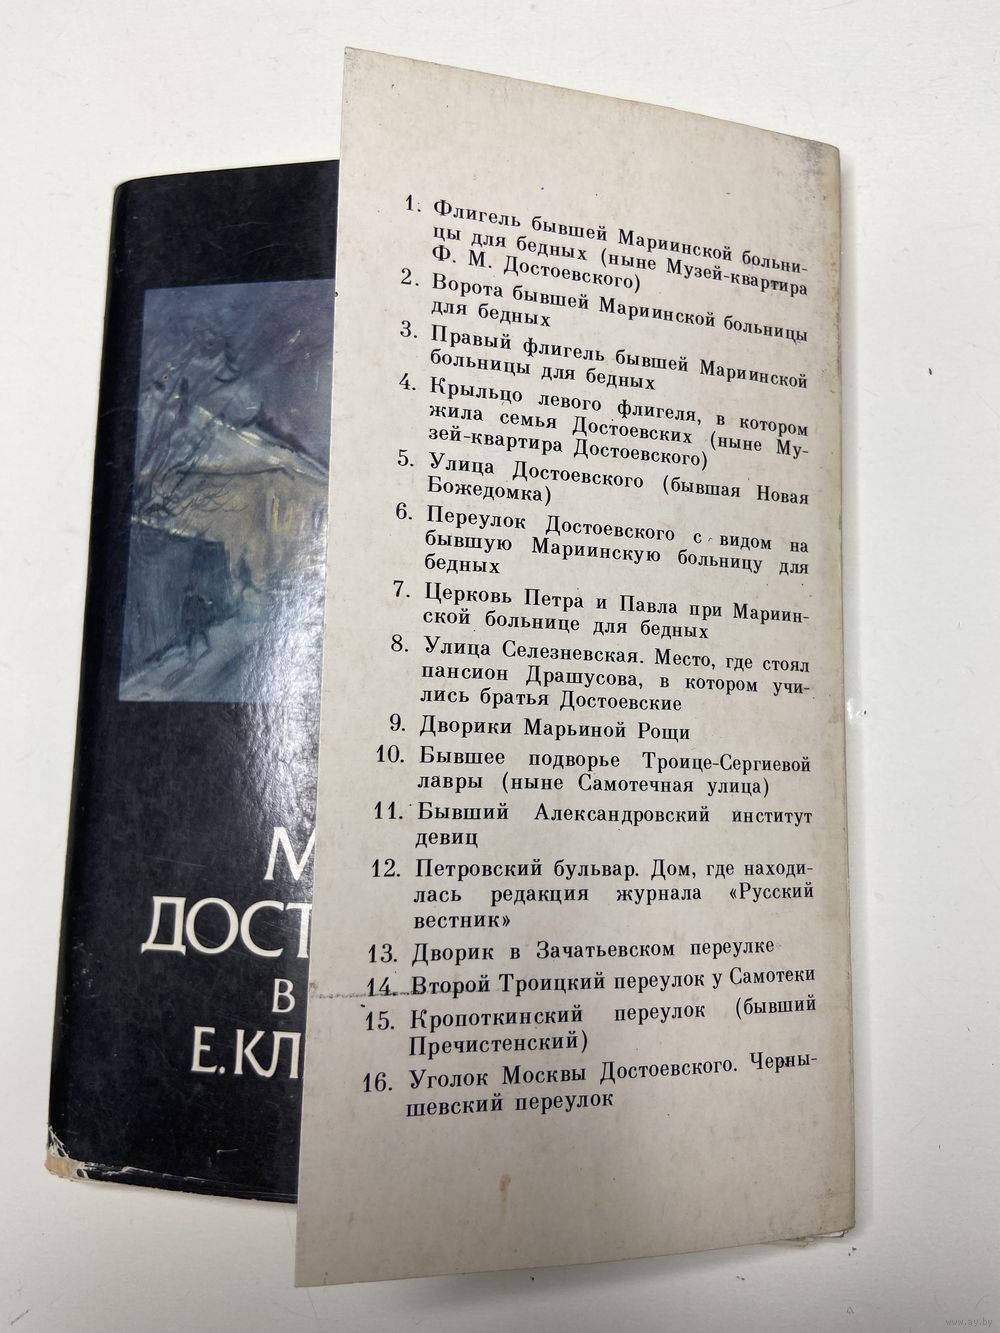 1. Флигель бывшей Мариинской больни-
цы для бедных (ныне Музей-квартира
Ф. М. Достоевского)
2. Ворота бывшей Мариинской больницы
для бедных
3. Правый флигель бывшей Мариинской
больницы для бедных
4. Крыльцо левого флигеля, в котором
жила семья Достоевских (ныне Му-
зей-квартира Достоевского)
5. Улица Достоевского (бывшая Новая
Божедомка)
6. Переулок Достоевского с видом на
бывшую Мариинскую больницу для
бедных
7. Церковь Петра и Павла при Мариин-
ской больнице для бедных
8. Улица Селезневская. Место, где стоял
пансион Драшусова, в котором учи-
лись братья Достоевские
9. Дворики Марьиной Рощи
10. Бывшее подворье Троице-Сергиевой
лавры (ныне Самотечная улица)
11. Бывший Александровский институт
девиц
12. Петровский бульвар. Дом, где находи-
лась редакция журнала «Русский
вестник»
13. Дворик в Зачатьевском переулке
14. Второй Троицкий переулок у Самотеки
15. Кропоткинский переулок (бывший
Пречистенский)
16. Уголок Москвы Достоевского. Черны-
шевский переулок
М
ДОСТ
В
Е.КЛ
www.ay.by